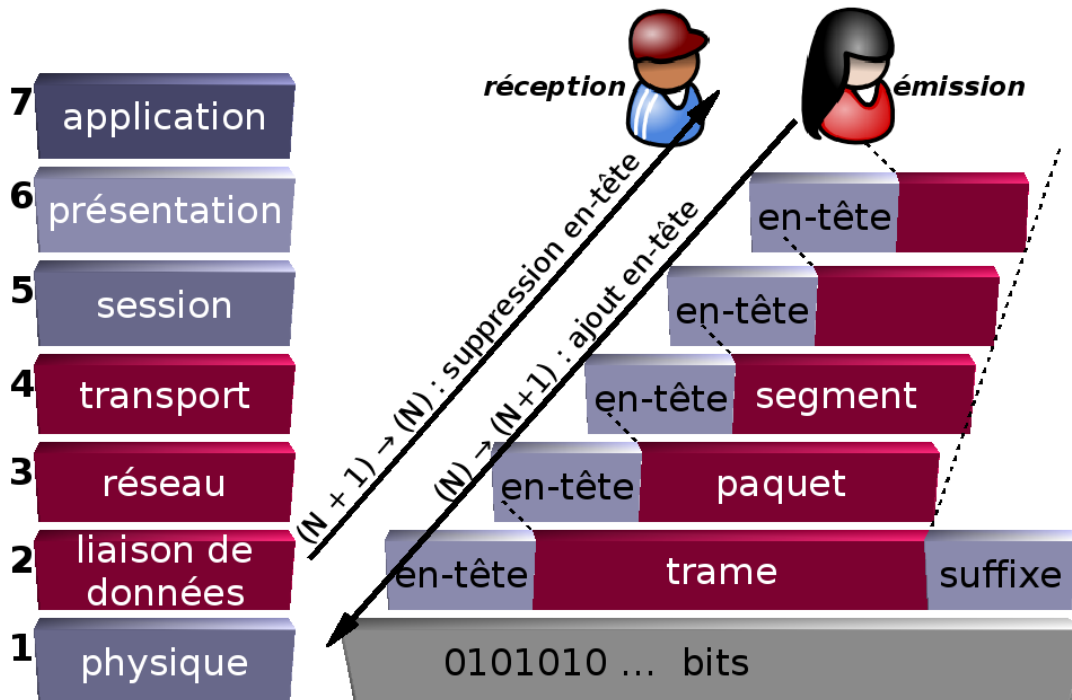 réception
émission
7
application
6
présentation
en-tête
5
session
en-tête
4
transport
en-tête
segment
3
réseau
en-tête
paquet
2
liaison de
données
en-tête
trame
suffixe
1
physique
0101010 ... bits
(N + 1) → (N) : suppression en-tête
(N) → (N+1) : ajout en-tête